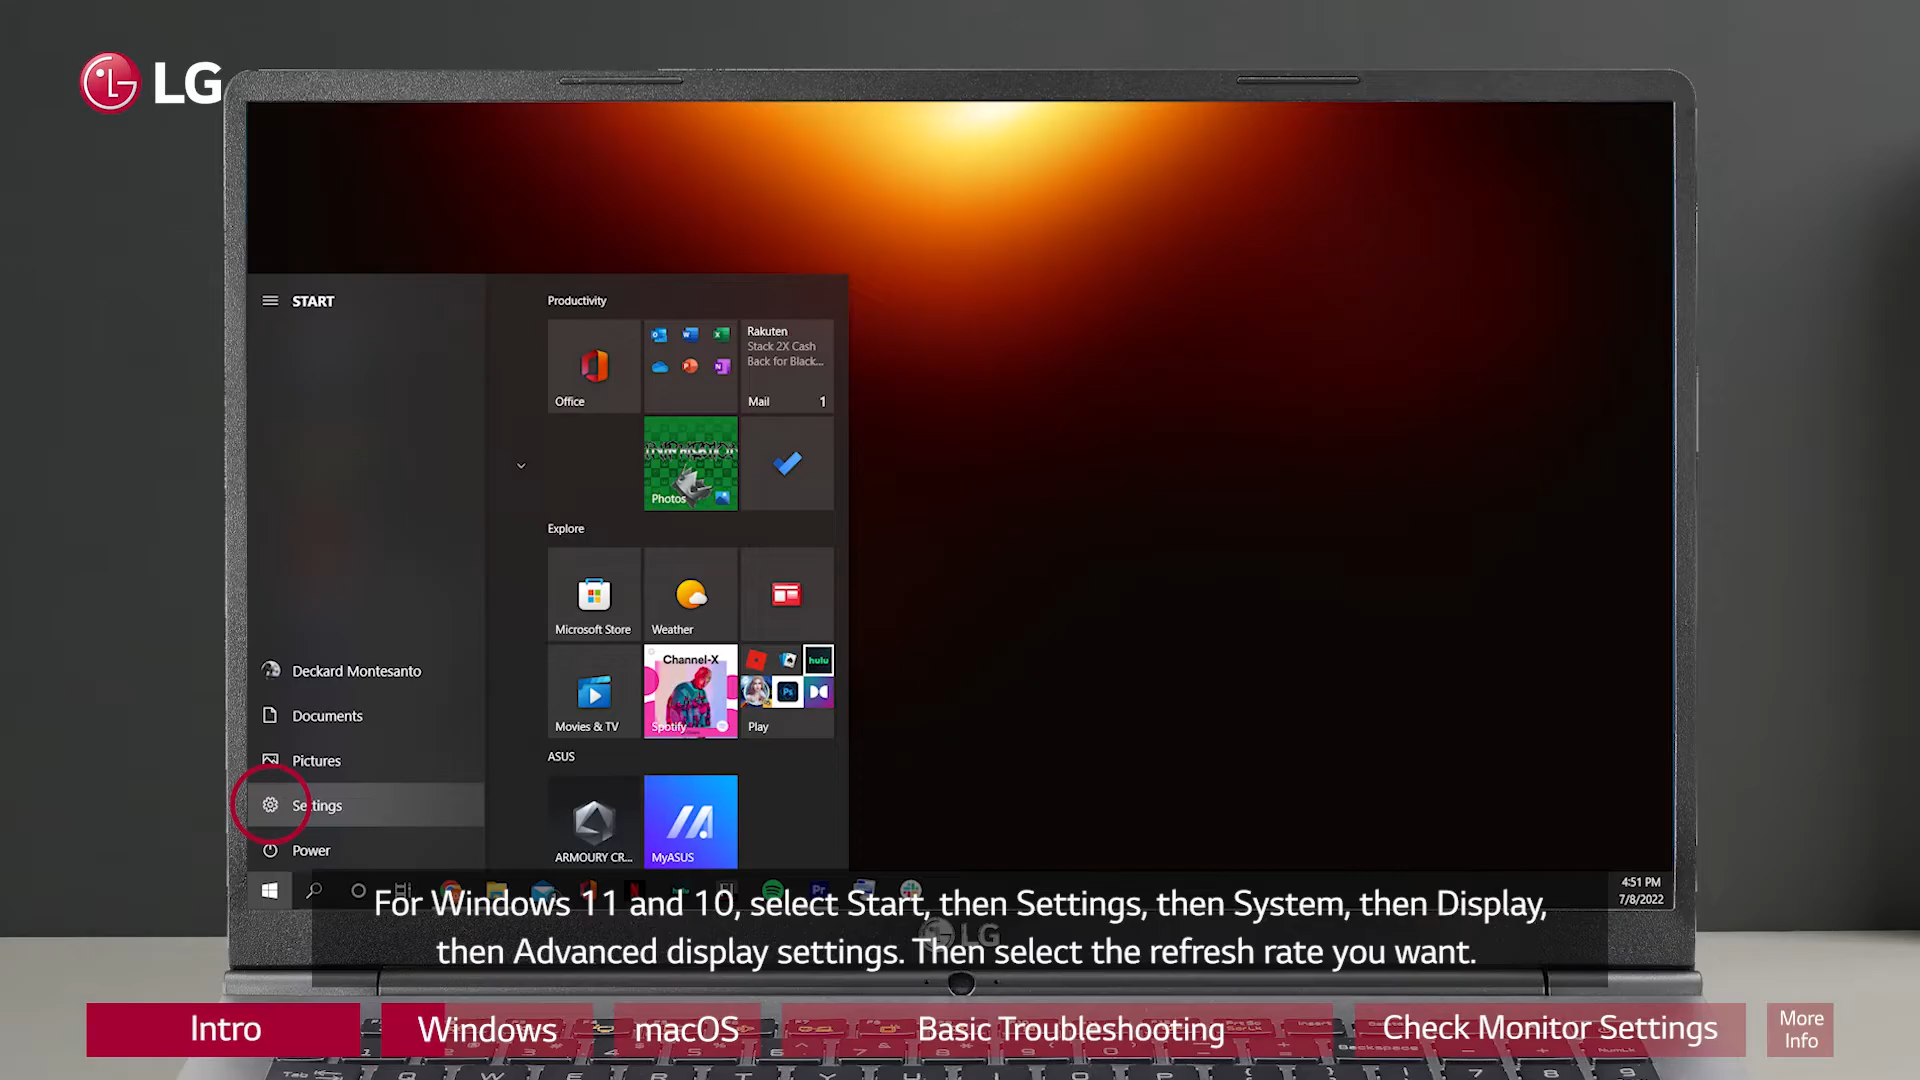 LG
START
Productivity
Office
Rakuten
Stack 2X Cash
Back for Black...
Mail 1
Photos
Explore
Microsoft Store
Weather
Movies & TV
Channel-X
Spotify
hulu
Ps
Play
ASUS
ARMOURY CR...
MyASUS
Deckard Montesanto
Documents
Pictures
Settings
Power
4:51 PM
7/8/2022
For Windows 11 and 10, select Start, then Settings, then System, then Display,
then Advanced display settings. Then select the refresh rate you want.
LG
Intro
Windows
macOS
Basic Troubleshooting
Check Monitor Settings
More
Info